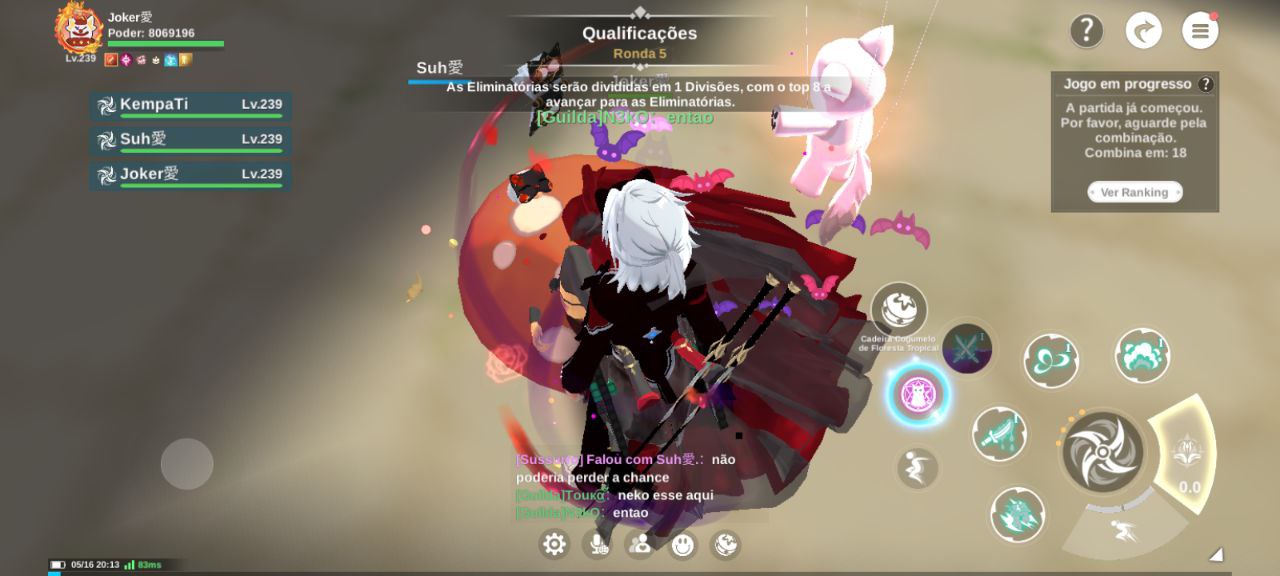 Joker愛
Poder: 8069196
Lv.239
KempaTi Lv.239
Suh愛 Lv.239
Joker愛 Lv.239
Qualificações
Ronda 5
Suh愛
Joker愛
As Eliminatórias serão divididas em 1 Divisões, com o top 8 a
avançar para as Eliminatórias.
[Guilda]N3kO: entao
?
Jogo em progresso ?
A partida já começou.
Por favor, aguarde pela
combinação.
Combina em: 18
Ver Ranking
Cadeira Cogumelo
de Floresta Tropical
I
I
I
I
0.0
[Sussurro] Falou com Suh愛.: não
poderia perder a chance
[Guilda]: neko esse aqui
[Guilda]N3kO: entao
05/16 20:13 83ms